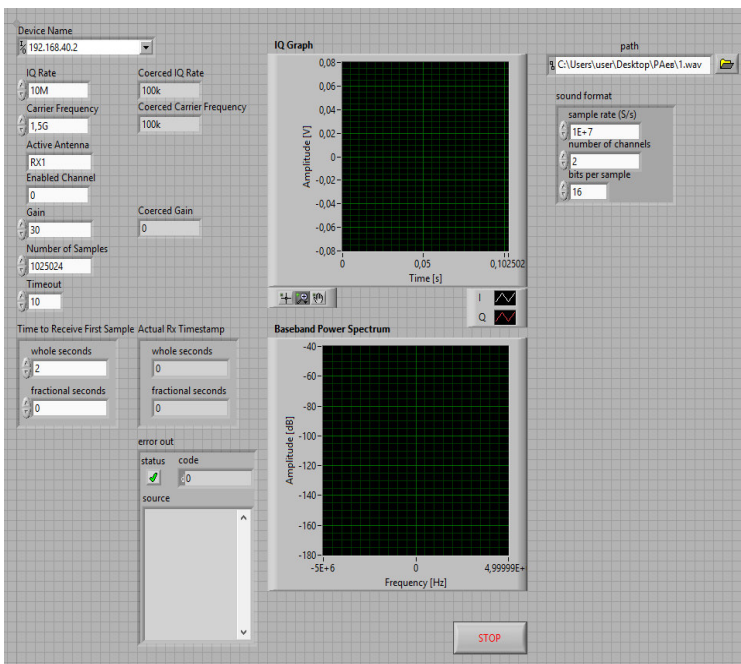 Device Name
192.168.40.2
IQ Rate
10M
Coerced IQ Rate
100k
Carrier Frequency
1,5G
Coerced Carrier Frequency
100k
Active Antenna
RX1
Enabled Channel
0
Gain
30
Coerced Gain
0
Number of Samples
1025024
Timeout
10
Time to Receive First Sample
whole seconds
2
fractional seconds
0
Actual Rx Timestamp
whole seconds
0
fractional seconds
0
error out
status
code
0
source
IQ Graph
Amplitude [V]
0,08
0,06
0,04
0,02
0
-0,02
-0,04
-0,06
-0,08
0
0,05
0,102502
Time [s]
I
Q
Baseband Power Spectrum
Amplitude [dB]
-40
-60
-80
-100
-120
-140
-160
-180
-5E+6
0
4,99999E+
Frequency [Hz]
STOP
path
C:\Users\user\Desktop\РАев\1.wav
sound format
sample rate (S/s)
1E+7
number of channels
2
bits per sample
16